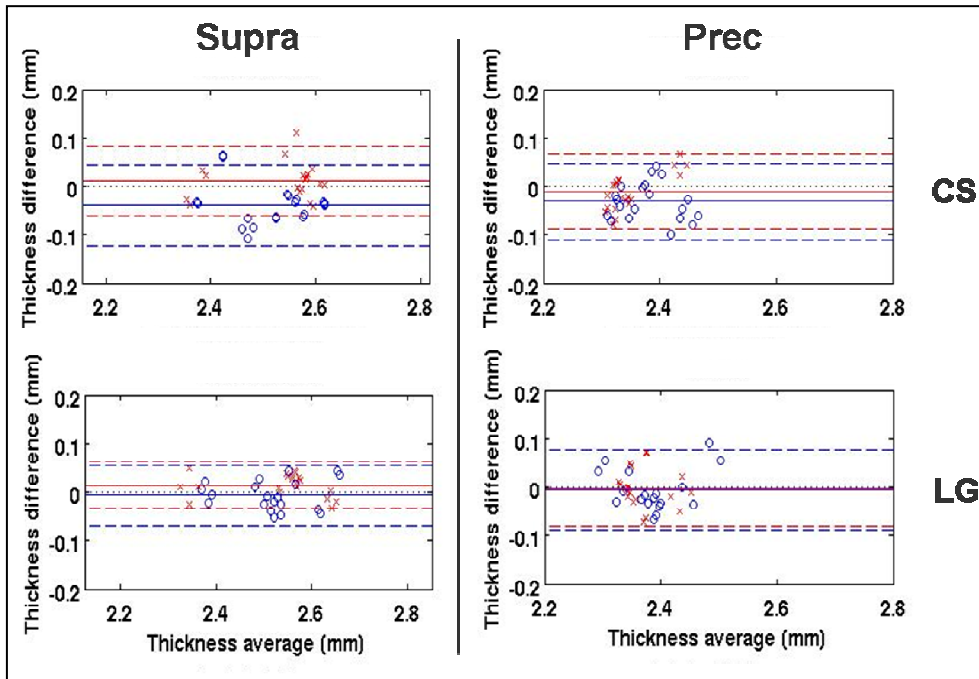 Supra
Prec
Thickness difference (mm)
0.2
0.1
0
-0.1
-0.2
2.2 2.4 2.6 2.8
Thickness difference (mm)
0.2
0.1
0
-0.1
-0.2
2.2 2.4 2.6 2.8
CS
Thickness difference (mm)
0.2
0.1
0
-0.1
-0.2
2.2 2.4 2.6 2.8
Thickness average (mm)
Thickness difference (mm)
0.2
0.1
0
-0.1
-0.2
2.2 2.4 2.6 2.8
Thickness average (mm)
LG